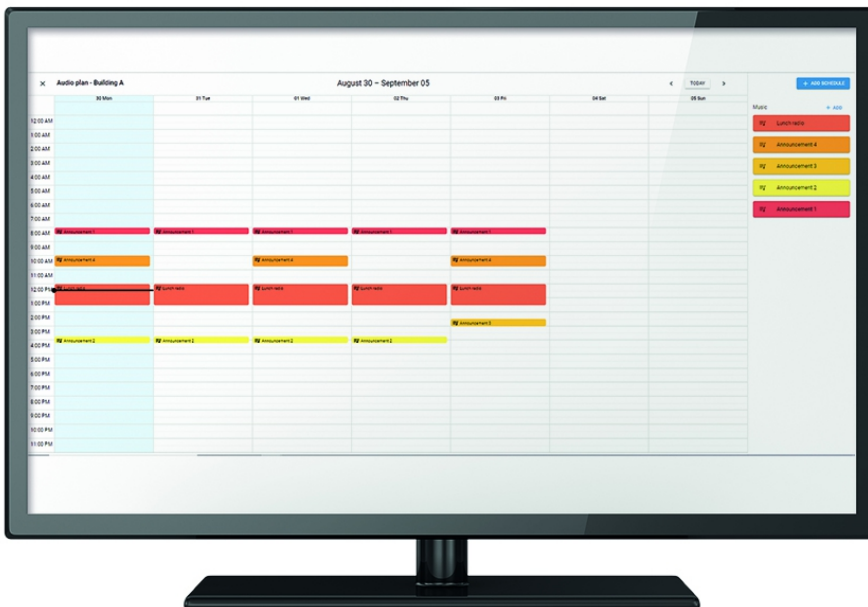 × Audio plan - Building A
August 30 – September 05
< TODAY >
+ ADD SCHEDULE
30 Mon 31 Tue 01 Wed 02 Thu 03 Fri 04 Sat 05 Sun
Music + ADD
Lunch-radio
Announcement 4
Announcement 3
Announcement 2
Announcement 1
12:00 AM
1:00 AM
2:00 AM
3:00 AM
4:00 AM
5:00 AM
6:00 AM
7:00 AM
8:00 AM Announcement 1 Announcement 1 Announcement 1 Announcement 1 Announcement 1
9:00 AM
10:00 AM Announcement 4 Announcement 4 Announcement 4
11:00 AM
12:00 PM Lunch-radio Lunch-radio Lunch-radio Lunch-radio Lunch-radio
1:00 PM
2:00 PM
Announcement 3
3:00 PM
Announcement 2 Announcement 2 Announcement 2 Announcement 2
4:00 PM
5:00 PM
6:00 PM
7:00 PM
8:00 PM
9:00 PM
10:00 PM
11:00 PM